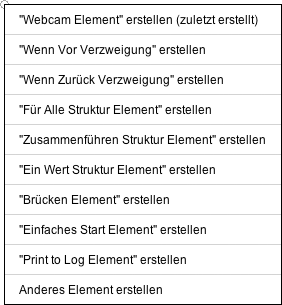 "Webcam Element" erstellen (zuletzt erstellt)
"Wenn Vor Verzweigung" erstellen
"Wenn Zurück Verzweigung" erstellen
"Für Alle Struktur Element" erstellen
"Zusammenführen Struktur Element" erstellen
"Ein Wert Struktur Element" erstellen
"Brücken Element" erstellen
"Einfaches Start Element" erstellen
"Print to Log Element" erstellen
Anderes Element erstellen